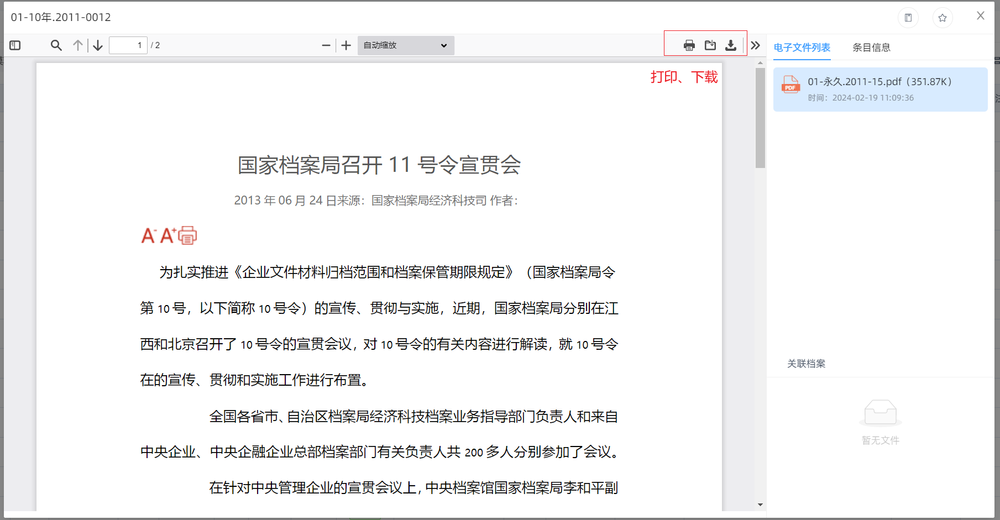 01-10年.2011-0012
1 / 2
自动缩放
打印、下载
国家档案局召开 11 号令宣贯会
2013 年 06 月 24 日来源：国家档案局经济科技司 作者：
A- A+
为扎实推进《企业文件材料归档范围和档案保管期限规定》（国家档案局令
第 10 号，以下简称 10 号令）的宣传、贯彻与实施，近期，国家档案局分别在江
西和北京召开了 10 号令的宣贯会议，对 10 号令的有关内容进行解读，就 10 号令
在的宣传、贯彻和实施工作进行布置。
全国各省市、自治区档案局经济科技档案业务指导部门负责人和来自
中央企业、中央企融企业总部档案部门有关负责人共 200 多人分别参加了会议。
在针对中央管理企业的宣贯会议上，中央档案馆国家档案局李和平副
电子文件列表 条目信息
PDF
01-永久.2011-15.pdf（351.87K）
时间：2024-02-19 11:09:36
关联档案
暂无文件